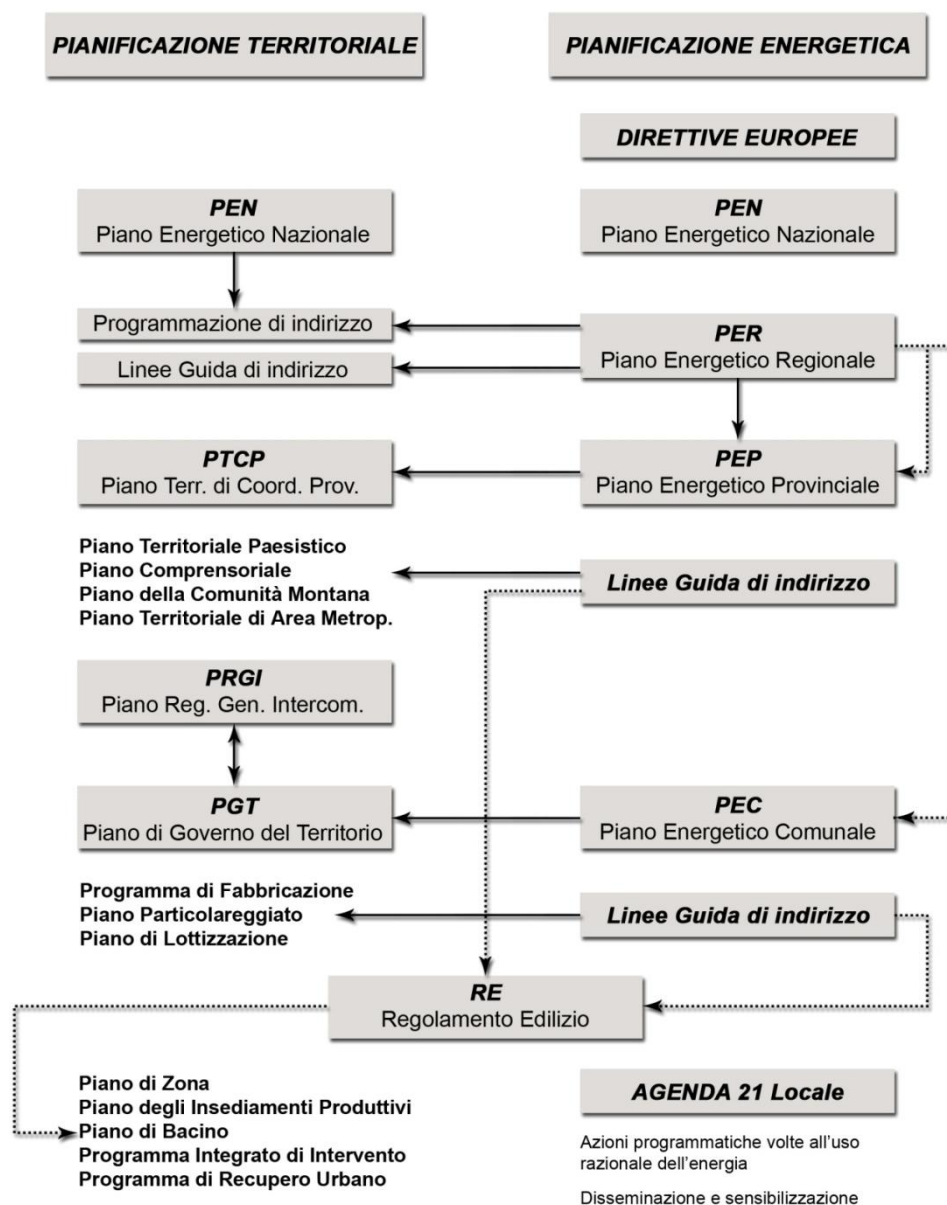 PIANIFICAZIONE TERRITORIALE
PIANIFICAZIONE ENERGETICA
DIRETTIVE EUROPEE
PEN
Piano Energetico Nazionale
PEN
Piano Energetico Nazionale
Programmazione di indirizzo
Linee Guida di indirizzo
PER
Piano Energetico Regionale
PTCP
Piano Terr. di Coord. Prov.
PEP
Piano Energetico Provinciale
Piano Territoriale Paesistico
Piano Comprensoriale
Piano della Comunità Montana
Piano Territoriale di Area Metrop.
Linee Guida di indirizzo
PRGI
Piano Reg. Gen. Intercom.
PGT
Piano di Governo del Territorio
PEC
Piano Energetico Comunale
Programma di Fabbricazione
Piano Particolareggiato
Piano di Lottizzazione
Linee Guida di indirizzo
RE
Regolamento Edilizio
Piano di Zona
Piano degli Insediamenti Produttivi
Piano di Bacino
Programma Integrato di Intervento
Programma di Recupero Urbano
AGENDA 21 Locale
Azioni programmatiche volte all'uso
razionale dell'energia
Disseminazione e sensibilizzazione